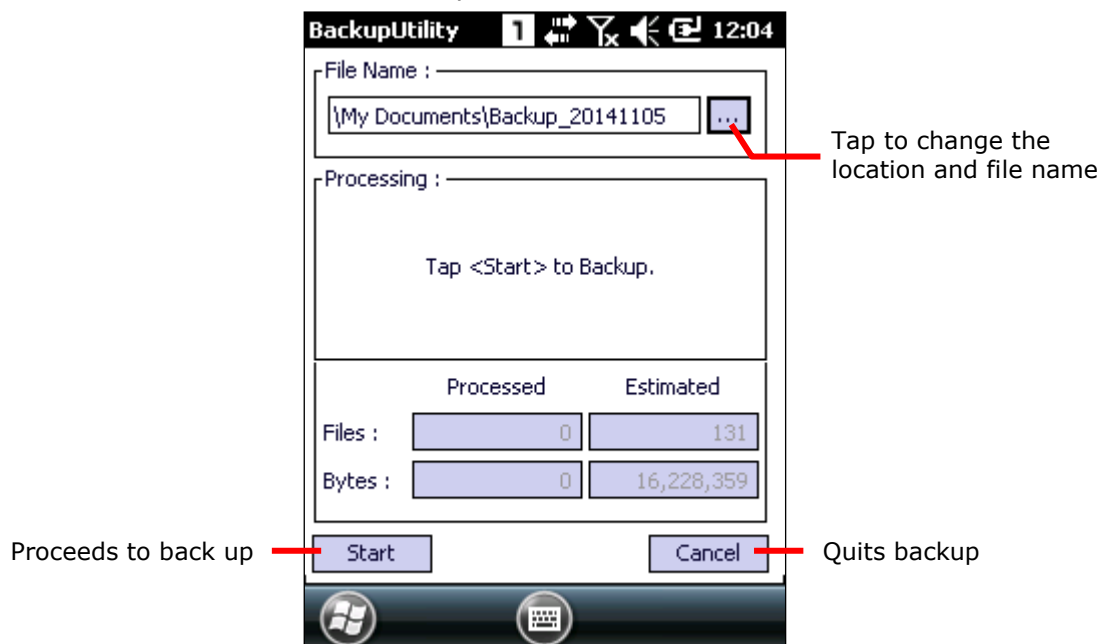 BackupUtility 1 12:04
File Name :
\My Documents\Backup_20141105 ...
Tap to change the
location and file name
Processing :
Tap <Start> to Backup.
Processed Estimated
Files : 0 131
Bytes : 0 16,228,359
Proceeds to back up Start Cancel Quits backup